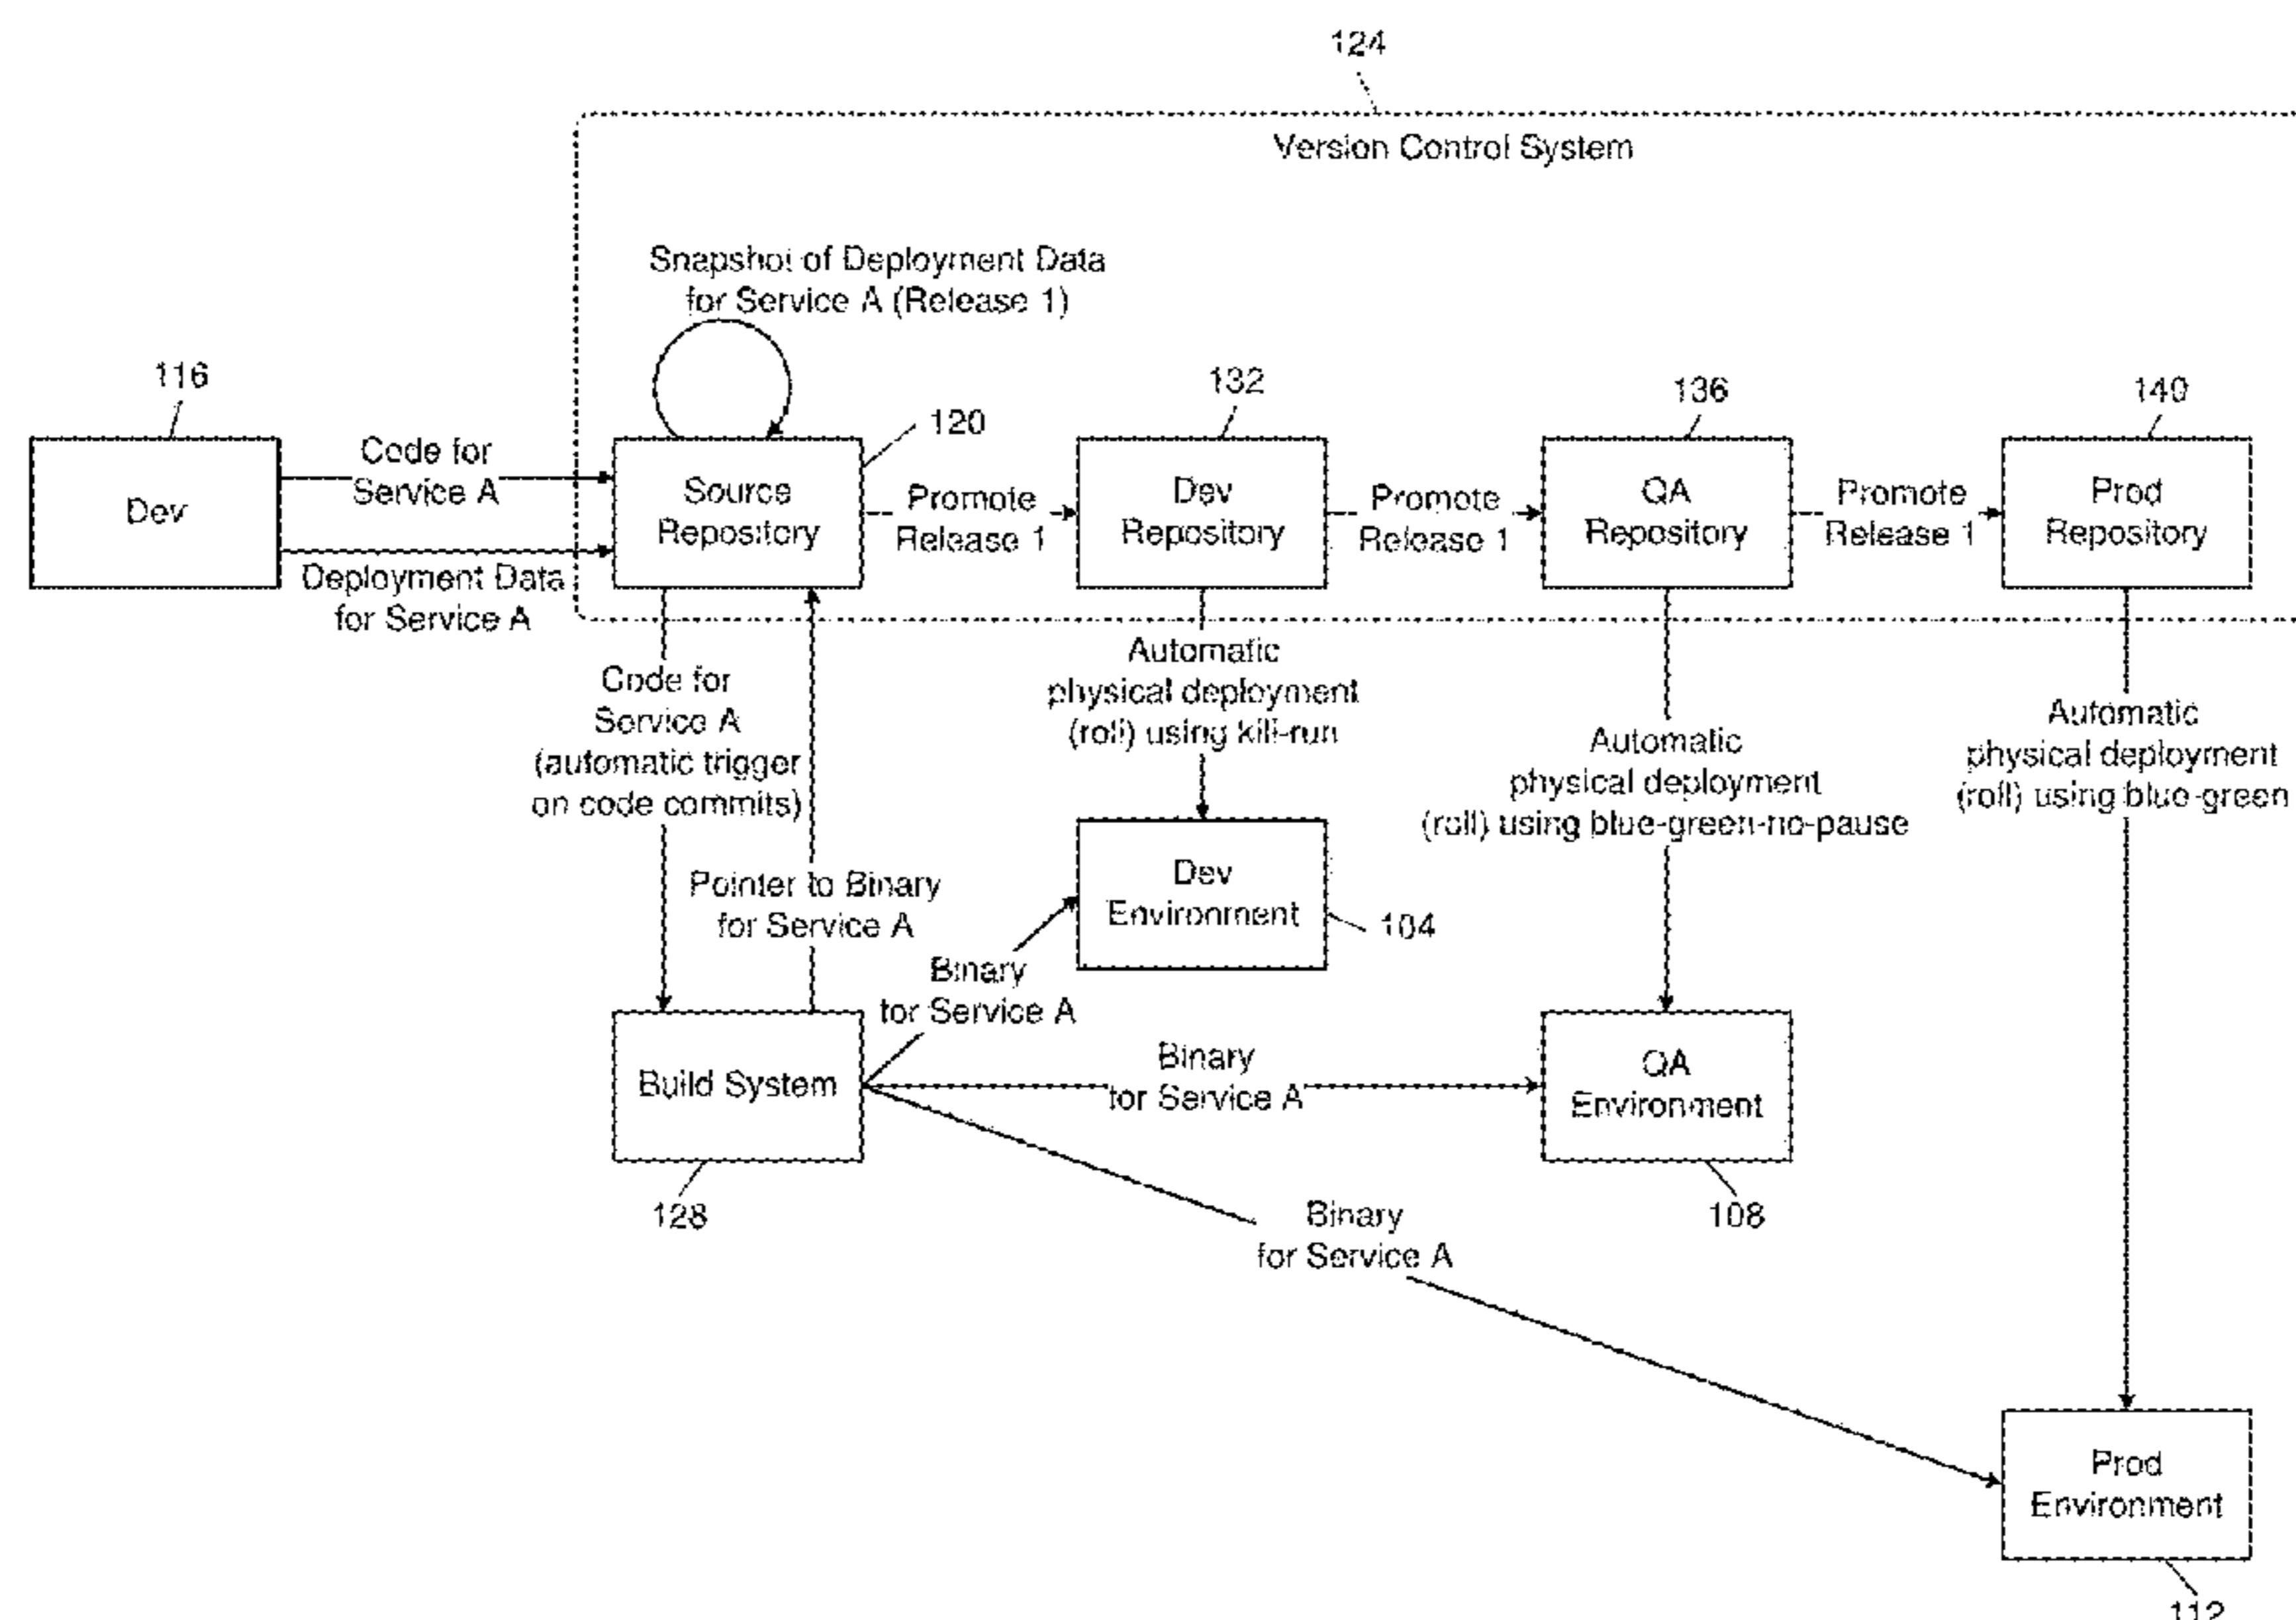 124
Version Control System
Snapshot of Deployment Data
for Service A (Release 1)
116
Dev
Code for
Service A
Deployment Data
for Service A
120
Source
Repository
Promote
Release 1
132
Dev
Repository
Promote
Release 1
136
QA
Repository
Promote
Release 1
140
Prod
Repository
Code for
Service A
(automatic trigger
on code commits)
Pointer to Binary
for Service A
Automatic
physical deployment
(roll) using kill-run
Automatic
physical deployment
(roll) using blue-green-no-pause
Automatic
physical deployment
(roll) using blue-green
Dev
Environment
104
Binary
for Service A
Build System
128
Binary
for Service A
QA
Environment
108
Binary
for Service A
Prod
Environment
112